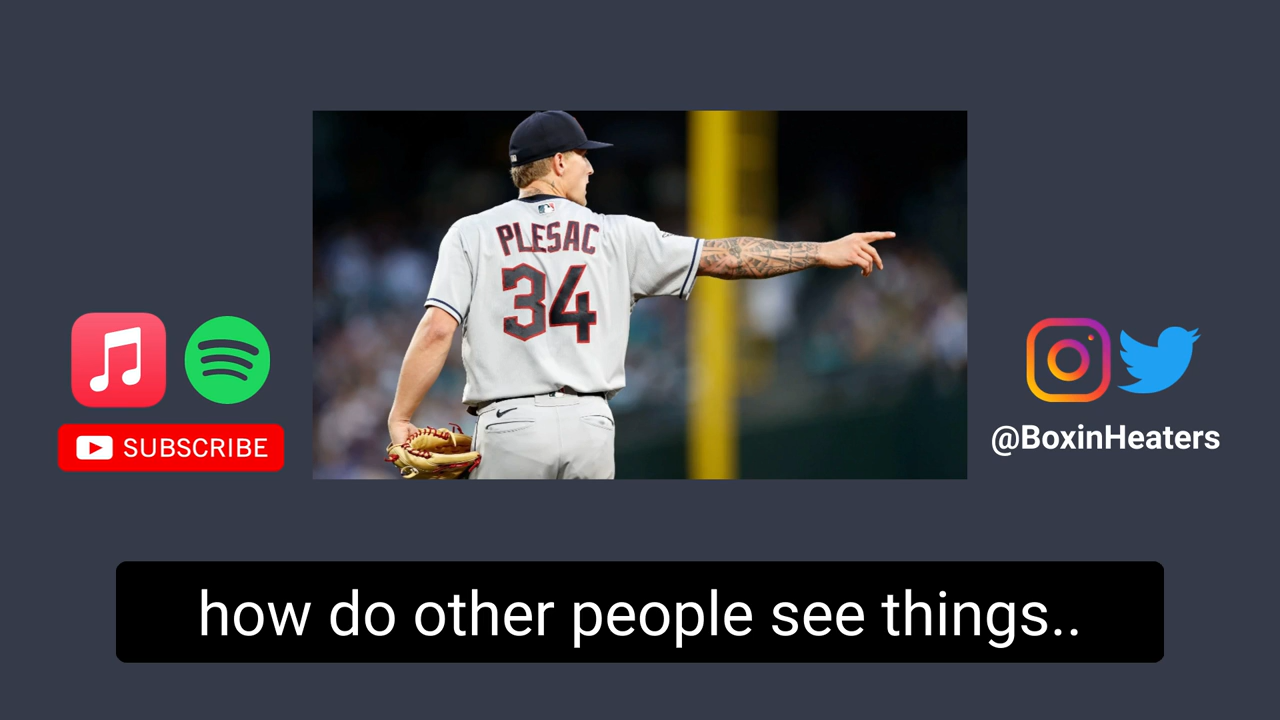 PLESAC
34
SUBSCRIBE
@BoxinHeaters
how do other people see things..